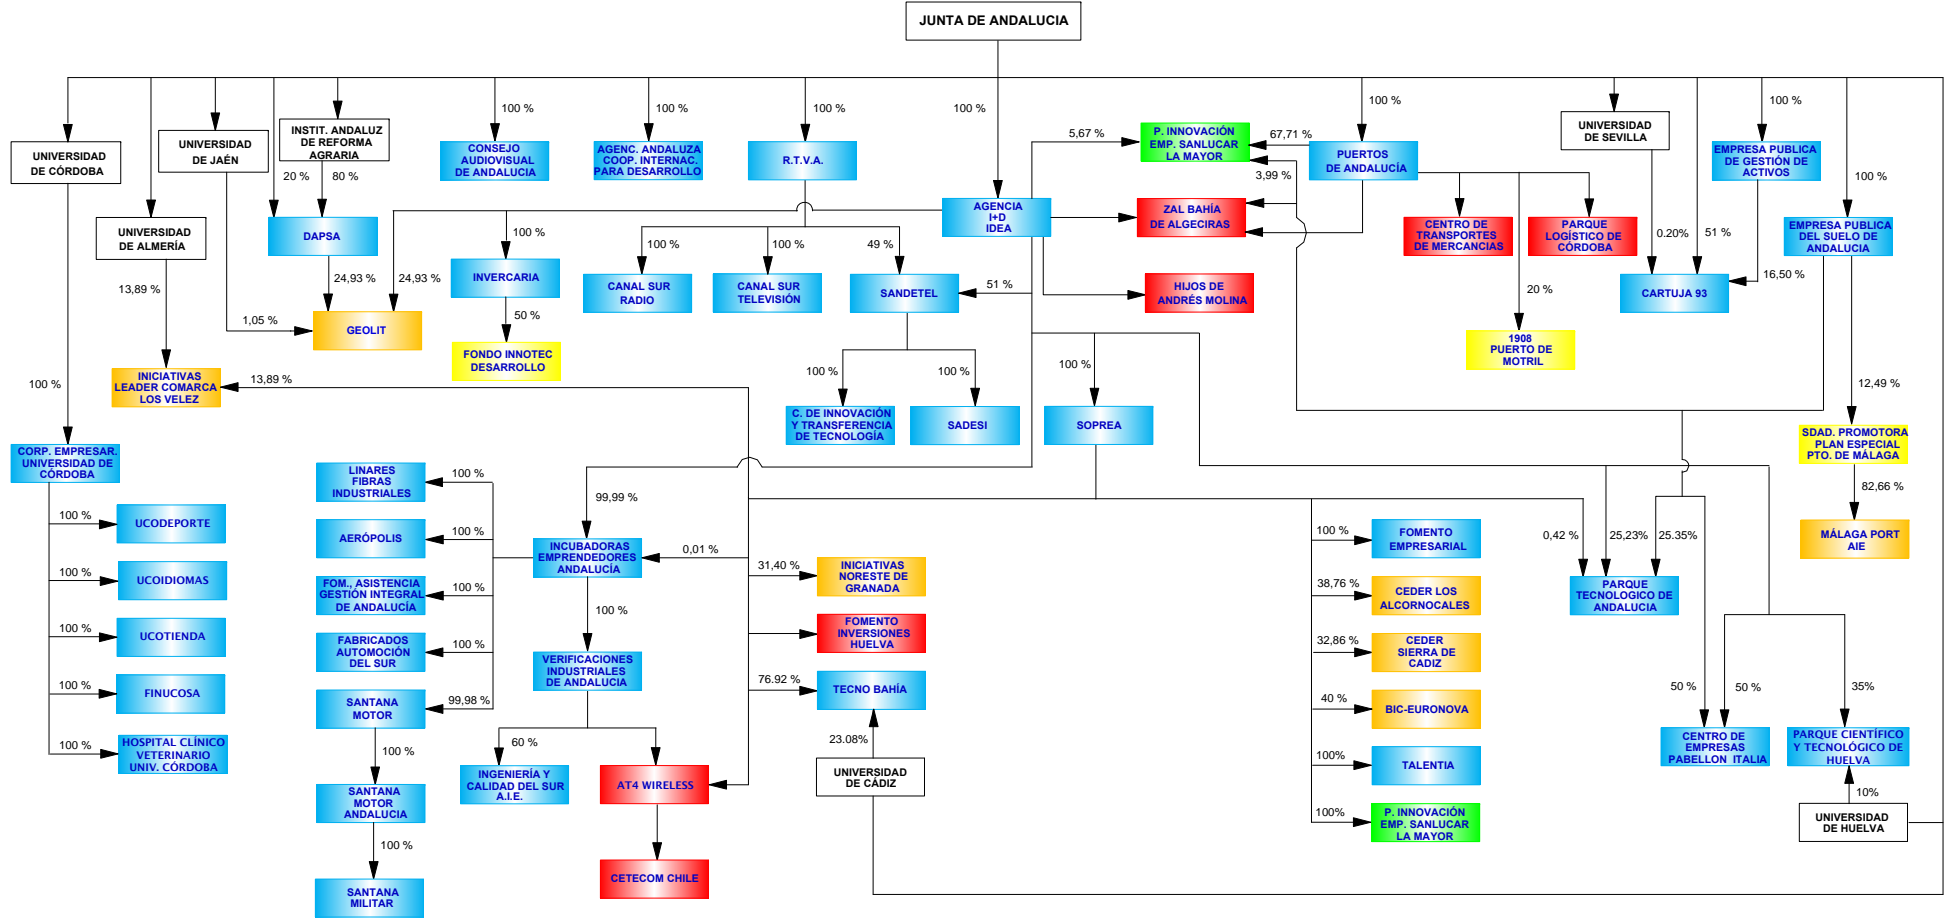 JUNTA DE ANDALUCIA
100 %
100 %
100 %
100 %
5,67 %
67,71 %
100 %
100 %
UNIVERSIDAD
DE CÓRDOBA
UNIVERSIDAD
DE JAÉN
INSTIT. ANDALUZ
DE REFORMA
AGRARIA
CONSEJO
AUDIOVISUAL
DE ANDALUCIA
AGENC. ANDALUZA
COOP. INTERNAC.
PARA DESARROLLO
R.T.V.A.
P. INNOVACIÓN
EMP. SANLUCAR
LA MAYOR
PUERTOS
DE ANDALUCÍA
UNIVERSIDAD
DE SEVILLA
EMPRESA PUBLICA
DE GESTIÓN DE
ACTIVOS
20 %
80 %
3,99 %
100 %
UNIVERSIDAD
DE ALMERÍA
DAPSA
AGENCIA
I+D
IDEA
ZAL BAHÍA
DE ALGECIRAS
CENTRO DE
TRANSPORTES
DE MERCANCIAS
PARQUE
LOGÍSTICO DE
CÓRDOBA
0.20%
51 %
EMPRESA PUBLICA
DEL SUELO DE
ANDALUCIA
13,89 %
24,93 %
24,93 %
100 %
100 %
100 %
49 %
16,50 %
INVERCARIA
CANAL SUR
RADIO
CANAL SUR
TELEVISIÓN
SANDETEL
51 %
HIJOS DE
ANDRÉS MOLINA
20 %
CARTUJA 93
1,05 %
GEOLIT
50 %
FONDO INNOTEC
DESARROLLO
1908
PUERTO DE
MOTRIL
100 %
INICIATIVAS
LEADER COMARCA
LOS VELEZ
13,89 %
100 %
100 %
100 %
12,49 %
C. DE INNOVACIÓN
Y TRANSFERENCIA
DE TECNOLOGÍA
SADESI
SOPREA
SDAD. PROMOTORA
PLAN ESPECIAL
PTO. DE MÁLAGA
CORP. EMPRESAR.
UNIVERSIDAD DE
CÓRDOBA
LINARES
FIBRAS
INDUSTRIALES
100 %
99,99 %
82,66 %
100 %
UCODEPORTE
AERÓPOLIS
100 %
INCUBADORAS
EMPRENDEDORES
ANDALUCÍA
0,01 %
100 %
FOMENTO
EMPRESARIAL
0,42 %
25,23%
25.35%
MÁLAGA PORT
AIE
100 %
UCOIDIOMAS
FOM., ASISTENCIA
GESTIÓN INTEGRAL
DE ANDALUCÍA
100 %
31,40 %
INICIATIVAS
NORESTE DE
GRANADA
38,76 %
CEDER LOS
ALCORNOCALES
PARQUE
TECNOLOGICO DE
ANDALUCIA
100 %
100 %
UCOTIENDA
FABRICADOS
AUTOMOCIÓN
DEL SUR
100 %
FOMENTO
INVERSIONES
HUELVA
32,86 %
CEDER
SIERRA DE
CADIZ
VERIFICACIONES
INDUSTRIALES
DE ANDALUCIA
100 %
FINUCOSA
SANTANA
MOTOR
99,98 %
76.92 %
TECNO BAHÍA
40 %
BIC-EURONOVA
50 %
50 %
35%
100 %
HOSPITAL CLÍNICO
VETERINARIO
UNIV. CÓRDOBA
100 %
60 %
23.08%
CENTRO DE
EMPRESAS
PABELLON ITALIA
PARQUE CIENTÍFICO
Y TECNOLÓGICO DE
HUELVA
INGENIERÍA Y
CALIDAD DEL SUR
A.I.E.
AT4 WIRELESS
UNIVERSIDAD
DE CÁDIZ
100%
TALENTIA
10%
SANTANA
MOTOR
ANDALUCIA
100%
P. INNOVACIÓN
EMP. SANLUCAR
LA MAYOR
UNIVERSIDAD
DE HUELVA
100 %
CETECOM CHILE
SANTANA
MILITAR